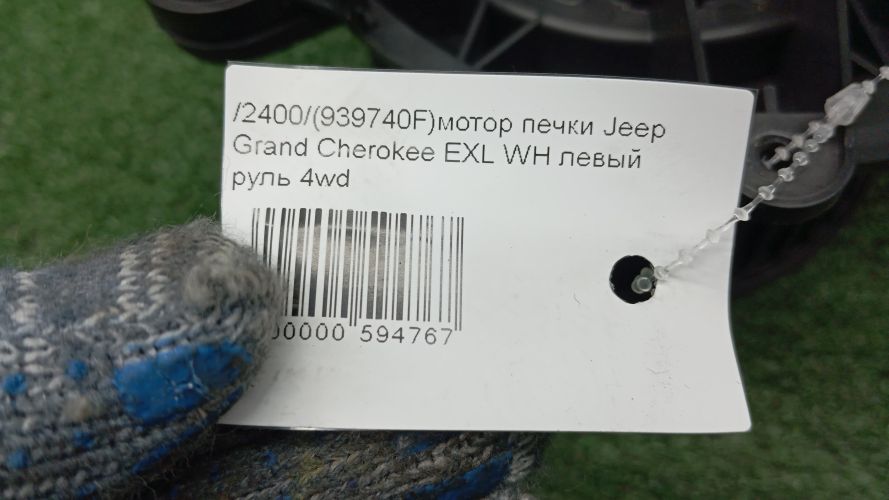 /2400/(939740F)мотор печки Jeep
Grand Cherokee EXL WH левый
руль 4wd
00000 594767